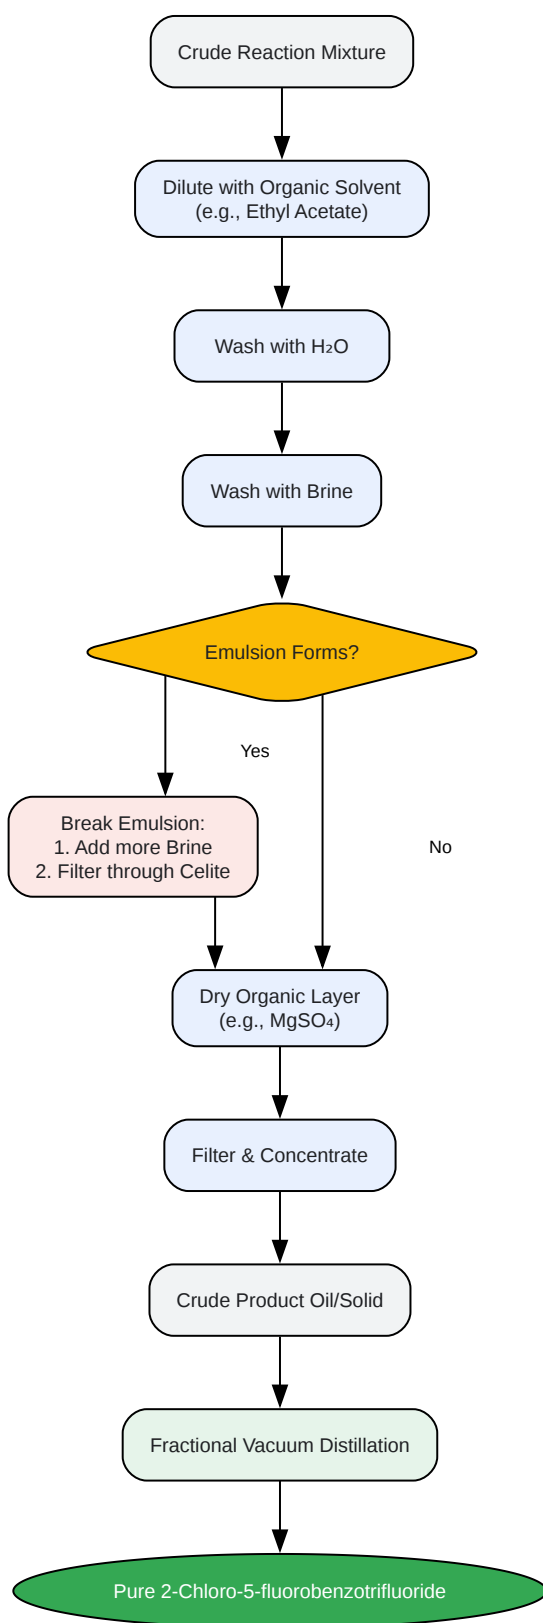 Crude Reaction Mixture
Dilute with Organic Solvent
(e.g., Ethyl Acetate)
Wash with H₂O
Wash with Brine
Emulsion Forms?
Yes
Break Emulsion:
1. Add more Brine
2. Filter through Celite
No
Dry Organic Layer
(e.g., MgSO₄)
Filter & Concentrate
Crude Product Oil/Solid
Fractional Vacuum Distillation
Pure 2-Chloro-5-fluorobenzotrifluoride